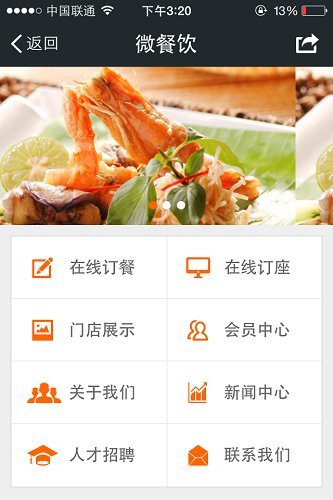 中国联通 下午3:20 13%
返回 微餐饮
在线订餐 在线订座
门店展示 会员中心
关于我们 新闻中心
人才招聘 联系我们